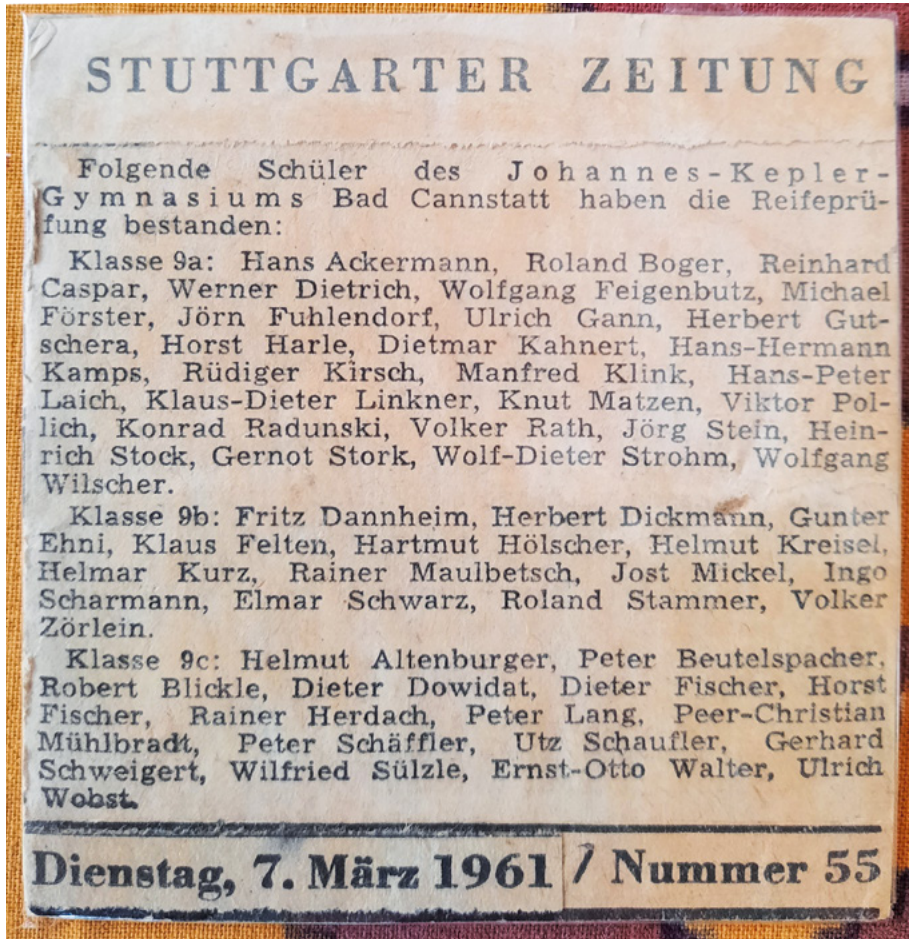 STUTTGARTER ZEITUNG
Folgende Schüler des Johannes-Kepler-
Gymnasiums Bad Cannstatt haben die Reifeprü-
fung bestanden:
Klasse 9a: Hans Ackermann, Roland Boger, Reinhard
Caspar, Werner Dietrich, Wolfgang Feigenbutz, Michael
Förster, Jörn Fuhlendorf, Ulrich Gann, Herbert Gut-
schera, Horst Harle, Dietmar Kahnert, Hans-Hermann
Kamps, Rüdiger Kirsch, Manfred Klink, Hans-Peter
Laich, Klaus-Dieter Linkner, Knut Matzen, Viktor Pol-
lich, Konrad Radunski, Volker Rath, Jörg Stein, Hein-
rich Stock, Gernot Stork, Wolf-Dieter Strohm, Wolfgang
Wilscher.
Klasse 9b: Fritz Dannheim, Herbert Dickmann, Gunter
Ehni, Klaus Felten, Hartmut Hölscher, Helmut Kreisel,
Helmar Kurz, Rainer Maulbetsch, Jost Mickel, Ingo
Scharmann, Elmar Schwarz, Roland Stammer, Volker
Zörlein.
Klasse 9c: Helmut Altenburger, Peter Beutelspacher,
Robert Blickle, Dieter Dowidat, Dieter Fischer, Horst
Fischer, Rainer Herdach, Peter Lang, Peer-Christian
Mühlbradt, Peter Schäffler, Utz Schaufler, Gerhard
Schweigert, Wilfried Sülzle, Ernst-Otto Walter, Ulrich
Wobst.
Dienstag, 7. März 1961 / Nummer 55